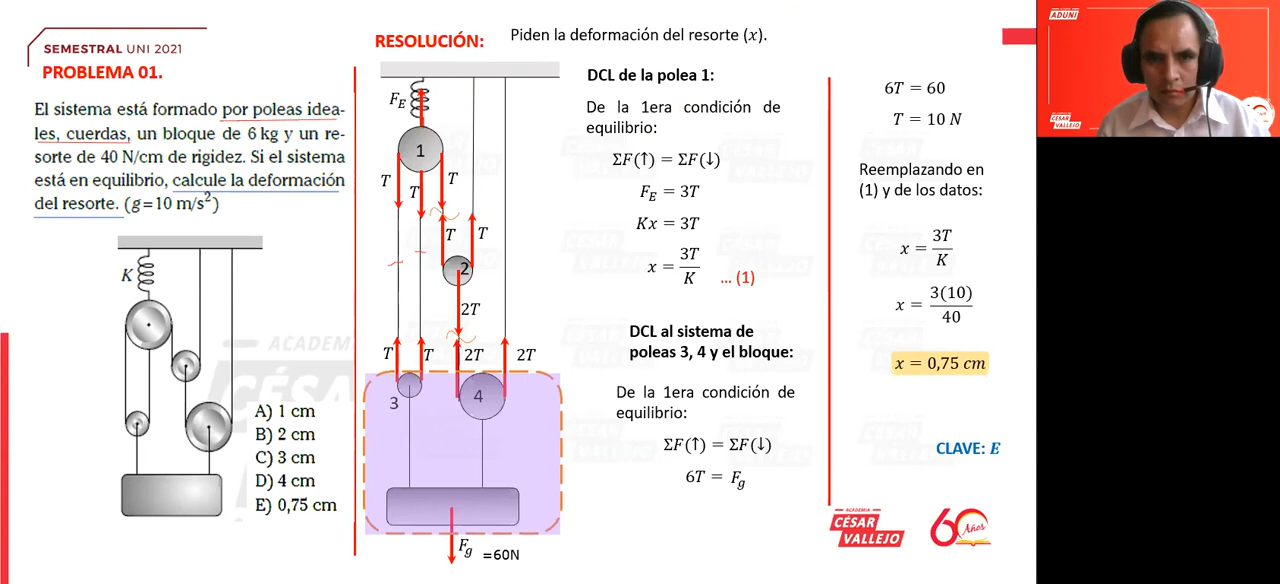 SEMESTRAL UNI 2021
PROBLEMA 01.
El sistema está formado por poleas idea-
les, cuerdas, un bloque de 6 kg y un re-
sorte de 40 N/cm de rigidez. Si el sistema
está en equilibrio, calcule la deformación
del resorte. (g=10 m/s²)
K
A) 1 cm
B) 2 cm
C) 3 cm
D) 4 cm
E) 0,75 cm
RESOLUCIÓN:
Piden la deformación del resorte (x).
F_E
1
T
T
T
T
T
2
2T
T
T
2T
2T
3
4
F_g =60N
DCL de la polea 1:
De la 1era condición de
equilibrio:
ΣF(↑) = ΣF(↓)
F_E = 3T
Kx = 3T
x = 3T/K ... (1)
DCL al sistema de
poleas 3, 4 y el bloque:
De la 1era condición de
equilibrio:
ΣF(↑) = ΣF(↓)
6T = F_g
6T = 60
T = 10 N
Reemplazando en
(1) y de los datos:
x = 3T/K
x = 3(10)/40
x = 0,75 cm
CLAVE: E
ACADEMIA
CÉSAR
VALLEJO
60 Años
ADUNI
CÉSAR
VALLEJO